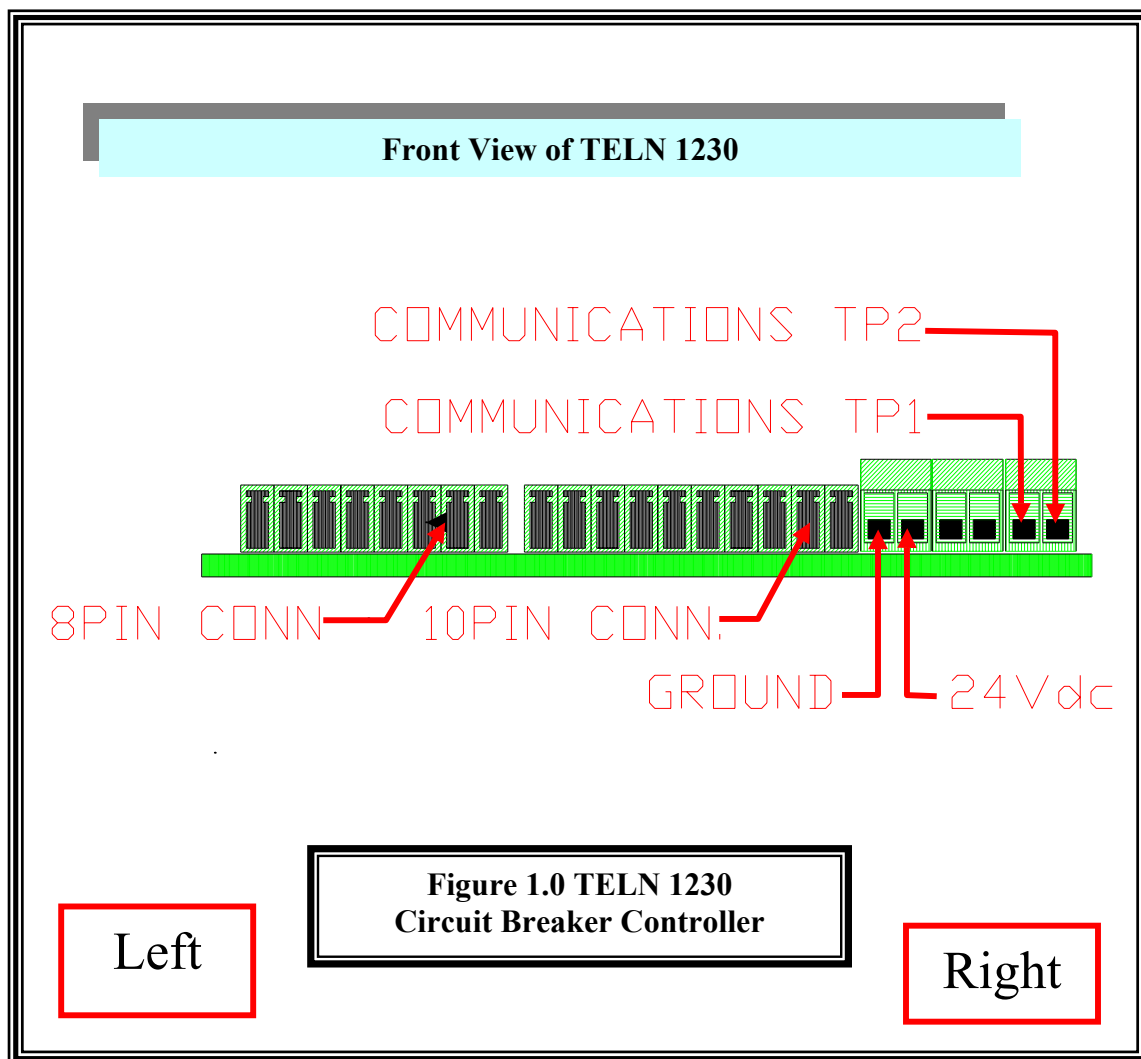 Front View of TELN 1230
COMMUNICATIONS TP2
COMMUNICATIONS TP1
8PIN CONN
10PIN CONN.
GROUND
24Vdc
Figure 1.0 TELN 1230
Circuit Breaker Controller
Left
Right